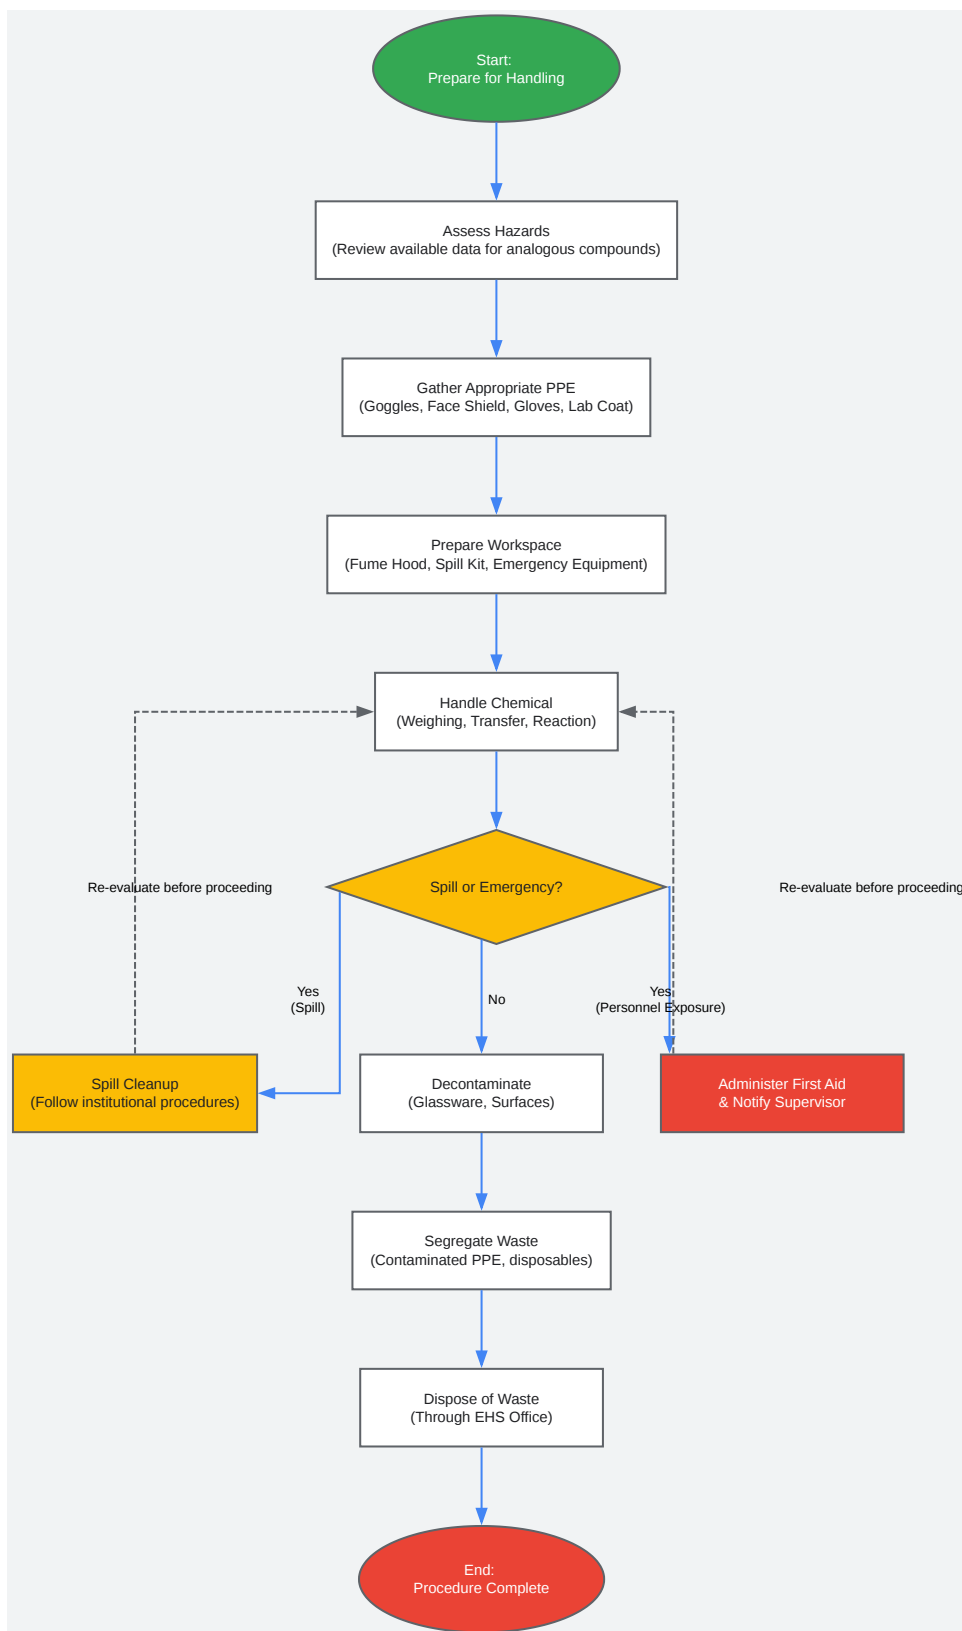 Start:
Prepare for Handling
Assess Hazards
(Review available data for analogous compounds)
Gather Appropriate PPE
(Goggles, Face Shield, Gloves, Lab Coat)
Prepare Workspace
(Fume Hood, Spill Kit, Emergency Equipment)
Handle Chemical
(Weighing, Transfer, Reaction)
Re-evaluate before proceeding
Spill or Emergency?
Re-evaluate before proceeding
Yes
(Spill)
No
Yes
(Personnel Exposure)
Spill Cleanup
(Follow institutional procedures)
Decontaminate
(Glassware, Surfaces)
Administer First Aid
& Notify Supervisor
Segregate Waste
(Contaminated PPE, disposables)
Dispose of Waste
(Through EHS Office)
End:
Procedure Complete